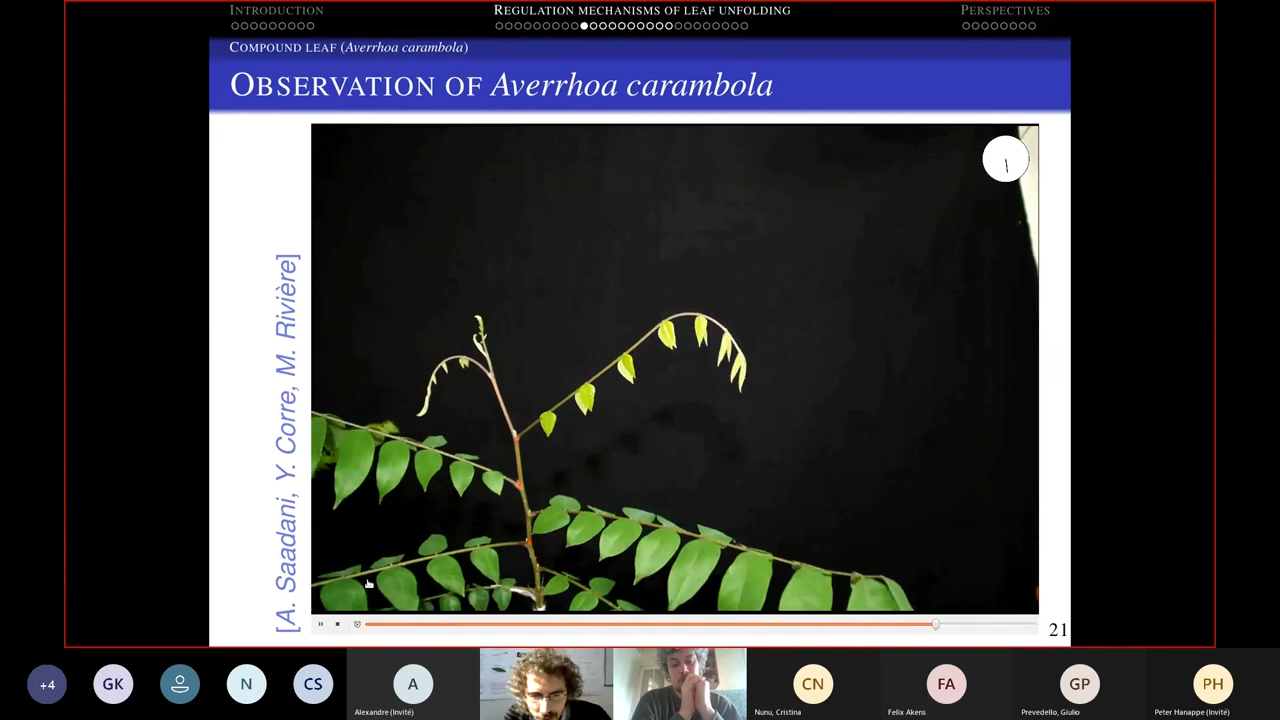 INTRODUCTION
REGULATION MECHANISMS OF LEAF UNFOLDING
PERSPECTIVES
COMPOUND LEAF (Averrhoa carambola)
OBSERVATION OF Averrhoa carambola
[A. Saadani, Y. Corre, M. Rivière]
21
+4
GK
N
CS
A
CN
FA
GP
PH
Alexandre (Invité)
Nunu, Cristina
Felix Akens
Prevedello, Giulio
Peter Hanappe (Invité)